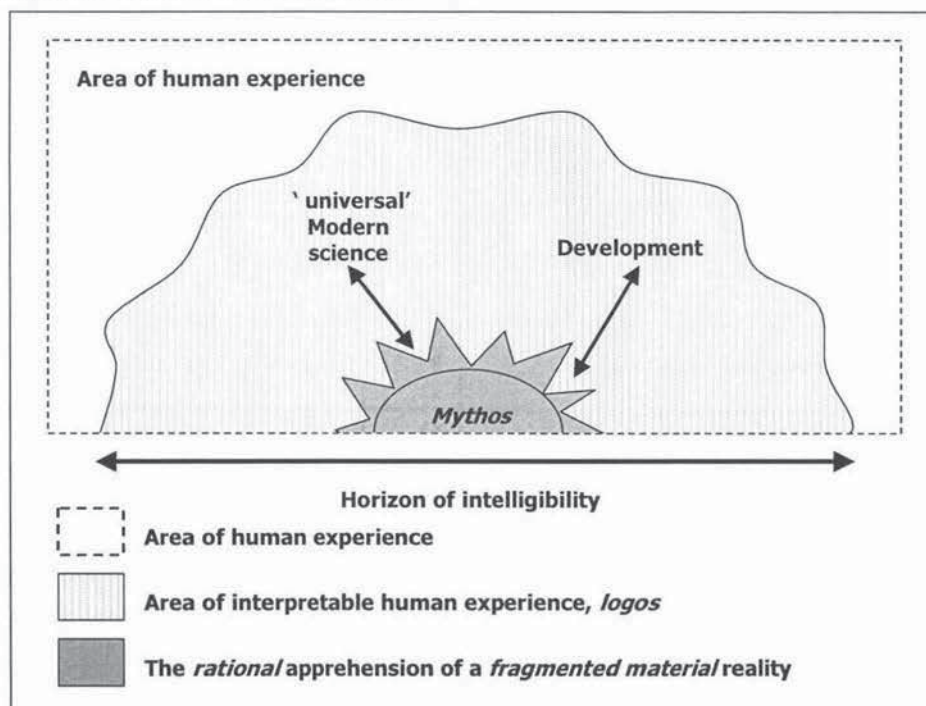 Area of human experience
‘ universal’
Modern
science
Development
Mythos
Horizon of intelligibility
Area of human experience
Area of interpretable human experience, logos
The rational apprehension of a fragmented material reality